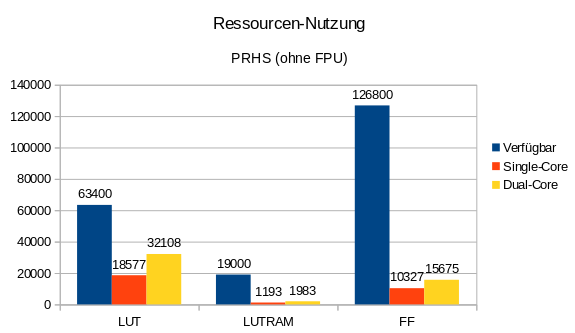 Ressourcen-Nutzung
PRHS (ohne FPU)
140000
120000
100000
80000
60000
40000
20000
0
63400
18577
32108
19000
1193
1983
126800
10327
15675
LUT
LUTRAM
FF
Verfügbar
Single-Core
Dual-Core